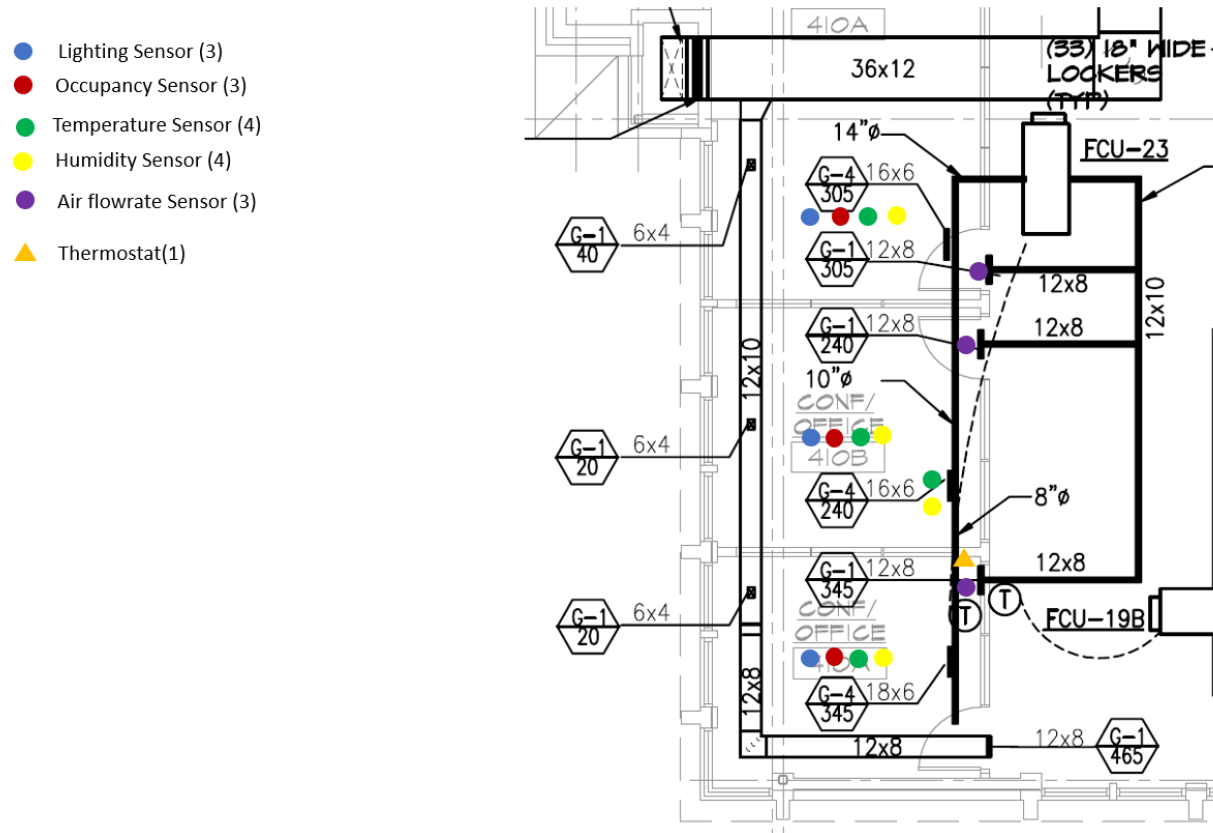 Lighting Sensor (3)
Occupancy Sensor (3)
Temperature Sensor (4)
Humidity Sensor (4)
Air flowrate Sensor (3)
Thermostat(1)
410A
36x12
(33) 18" WIDE
LOCKERS
(TYP)
14"ø
FCU-23
G-4
305
16x6
G-1
40
6x4
G-1
305
12x8
12x8
12x10
G-1
240
12x8
12x8
12x10
10"ø
CONF/
OFFICE
410B
G-1
20
6x4
G-4
240
16x6
8"ø
G-1
345
12x8
12x8
T
T
FCU-19B
G-1
20
6x4
CONF/
OFFICE
410A
12x8
G-4
345
18x6
12x8
12x8
G-1
465